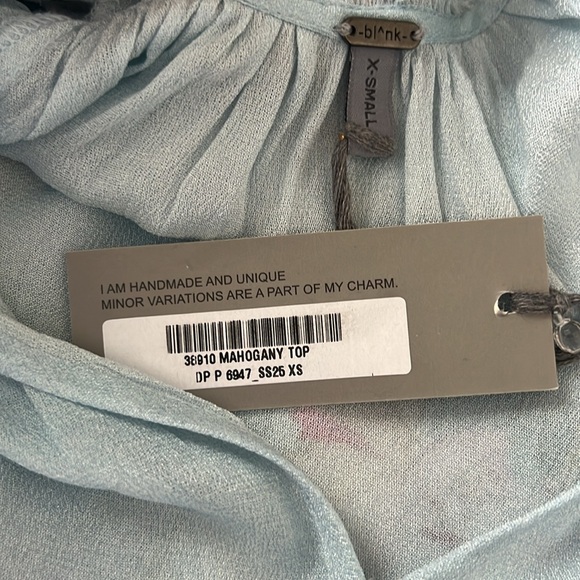 -bl^nk-
X-SMALL
I AM HANDMADE AND UNIQUE
MINOR VARIATIONS ARE A PART OF MY CHARM.
38910 MAHOGANY TOP
DP P 6947_SS25 XS